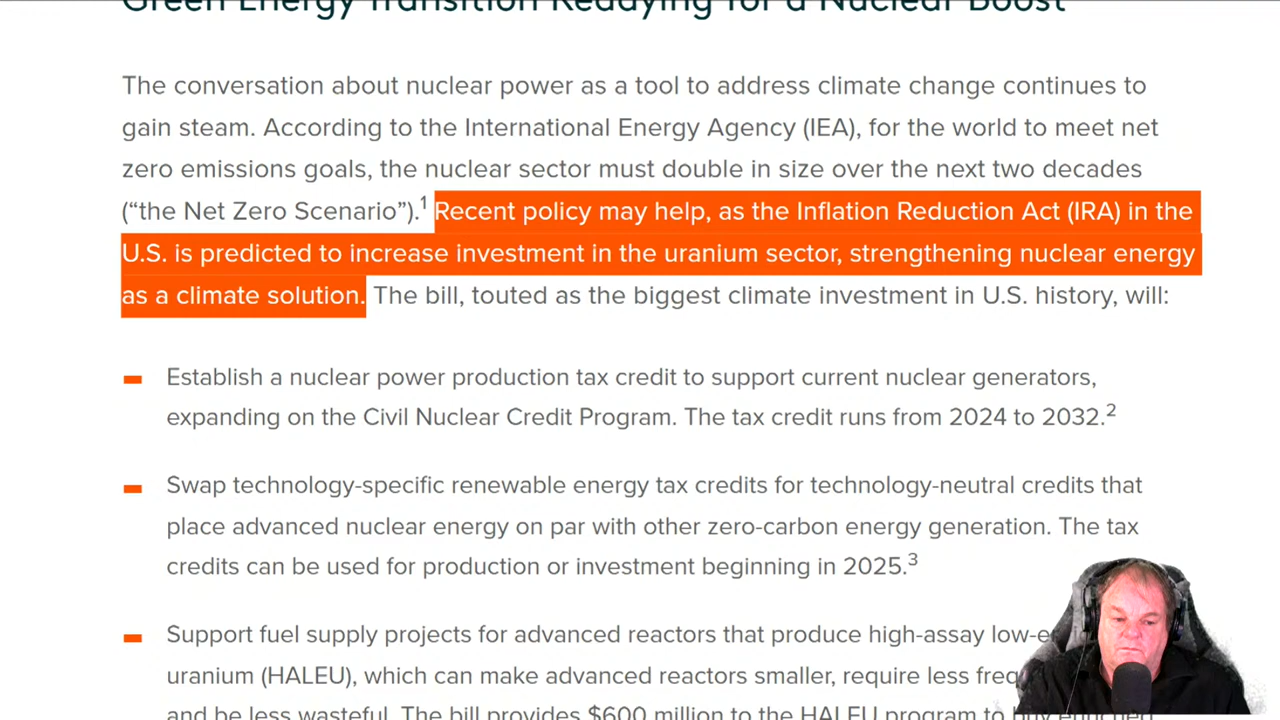 Green Energy Transition Readying for a Nuclear Boost
The conversation about nuclear power as a tool to address climate change continues to
gain steam. According to the International Energy Agency (IEA), for the world to meet net
zero emissions goals, the nuclear sector must double in size over the next two decades
(“the Net Zero Scenario”).¹ Recent policy may help, as the Inflation Reduction Act (IRA) in the
U.S. is predicted to increase investment in the uranium sector, strengthening nuclear energy
as a climate solution. The bill, touted as the biggest climate investment in U.S. history, will:
Establish a nuclear power production tax credit to support current nuclear generators,
expanding on the Civil Nuclear Credit Program. The tax credit runs from 2024 to 2032.²
Swap technology-specific renewable energy tax credits for technology-neutral credits that
place advanced nuclear energy on par with other zero-carbon energy generation. The tax
credits can be used for production or investment beginning in 2025.³
Support fuel supply projects for advanced reactors that produce high-assay
uranium (HALEU), which can make advanced reactors smaller, require less
and be less wasteful. The bill provides $600 million to the HALEU program to